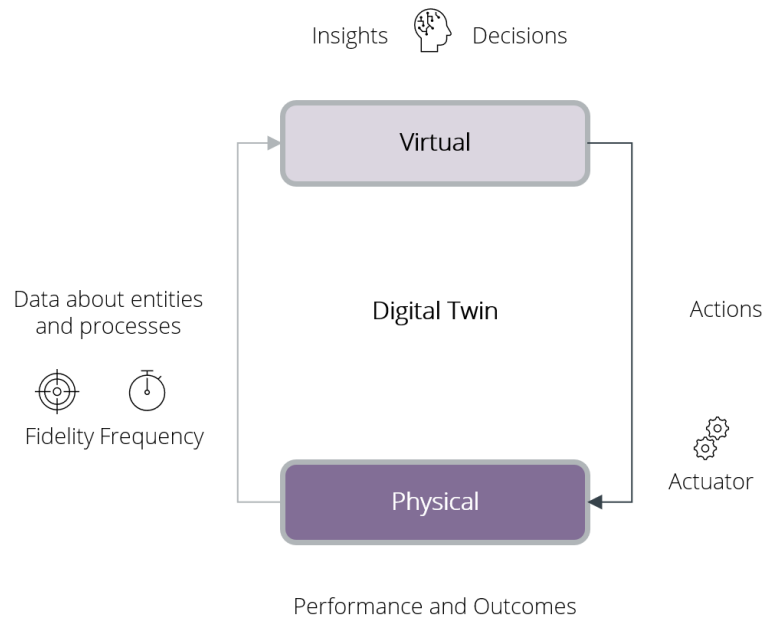 Insights Decisions
Virtual
Data about entities
and processes
Digital Twin
Actions
Fidelity Frequency
Physical
Actuator
Performance and Outcomes